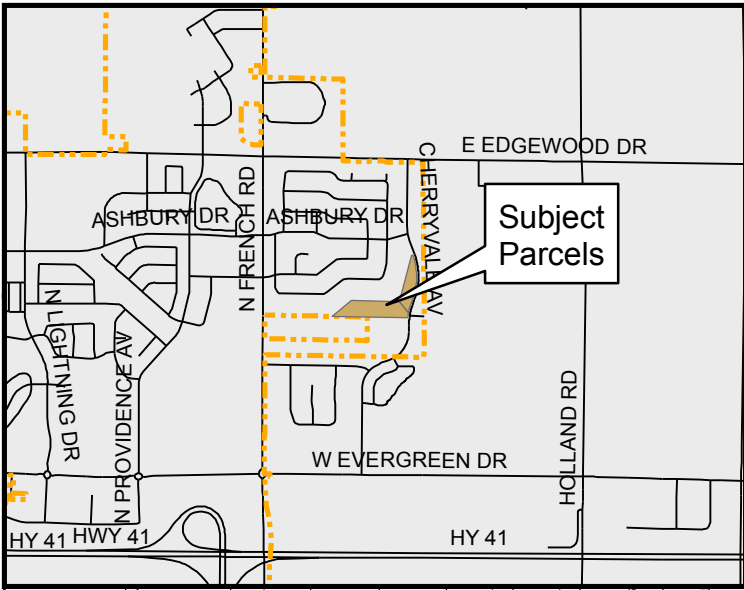 E EDGEWOOD DR
CHERRYVALE AV
ASHBURY DR
ASHBURY DR
N FRENCH RD
Subject
Parcels
N LIGHTNING DR
N PROVIDENCE AV
HOLLAND RD
W EVERGREEN DR
HY 41
HWY 41
HY 41